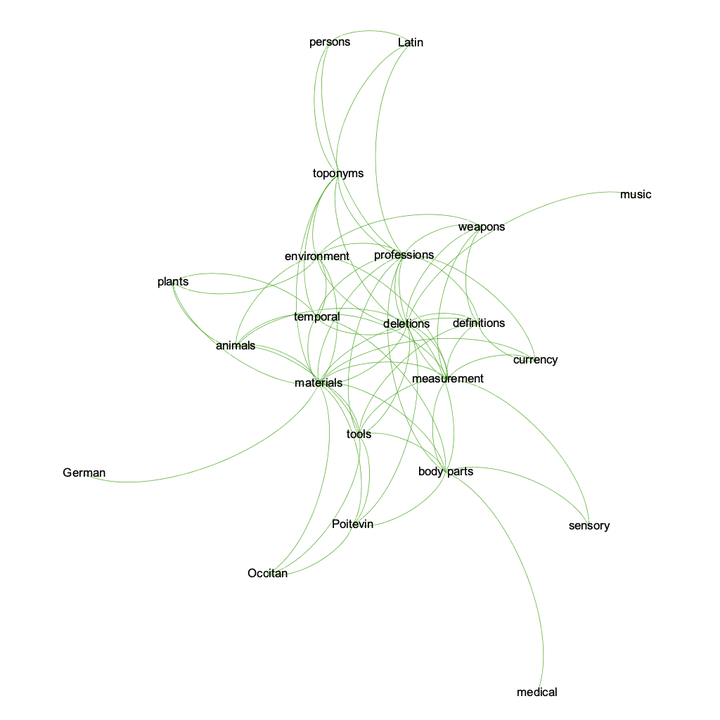 persons
Latin
toponyms
music
weapons
environment
professions
plants
temporal
deletions
definitions
animals
currency
materials
measurement
tools
German
body parts
Poitevin
sensory
Occitan
medical